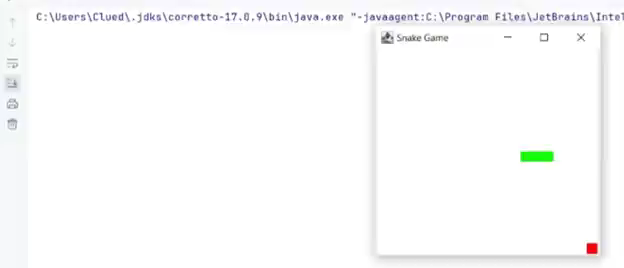 C:\Users\Clued\.jdks\corretto-17.0.9\bin\java.exe "-javaagent:C:\Program Files\JetBrains\Inte
Snake Game